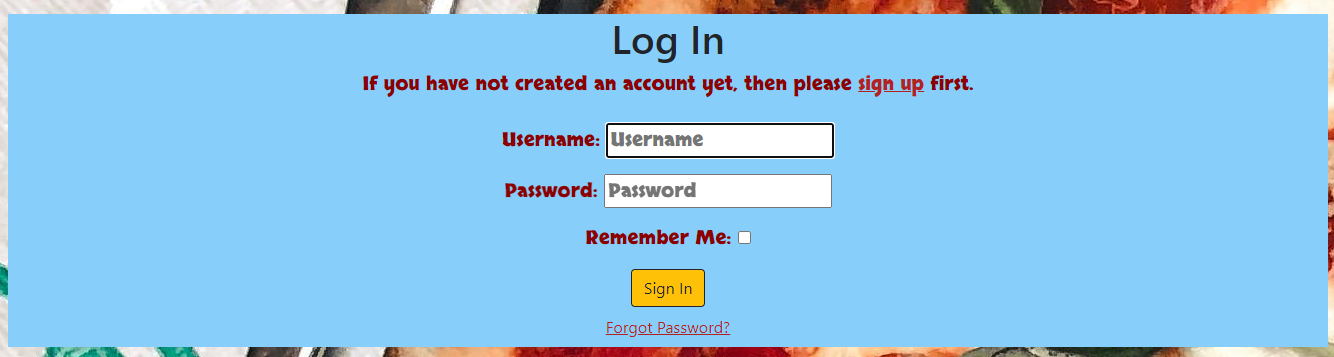 Log In
If you have not created an account yet, then please sign up first.
Username: Username
Password: Password
Remember Me:
Sign In
Forgot Password?